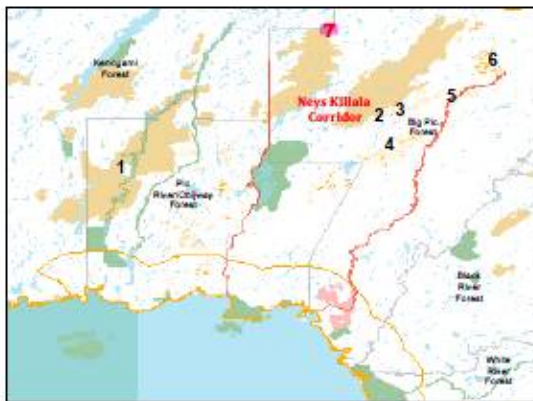 7
Kenogami
Forest
6
Neys Killala
Corridor
5
2
3
Big Pic
Forest
4
1
Pic
River/Ojibway
Forest
Black
River
Forest
White
River
Forest